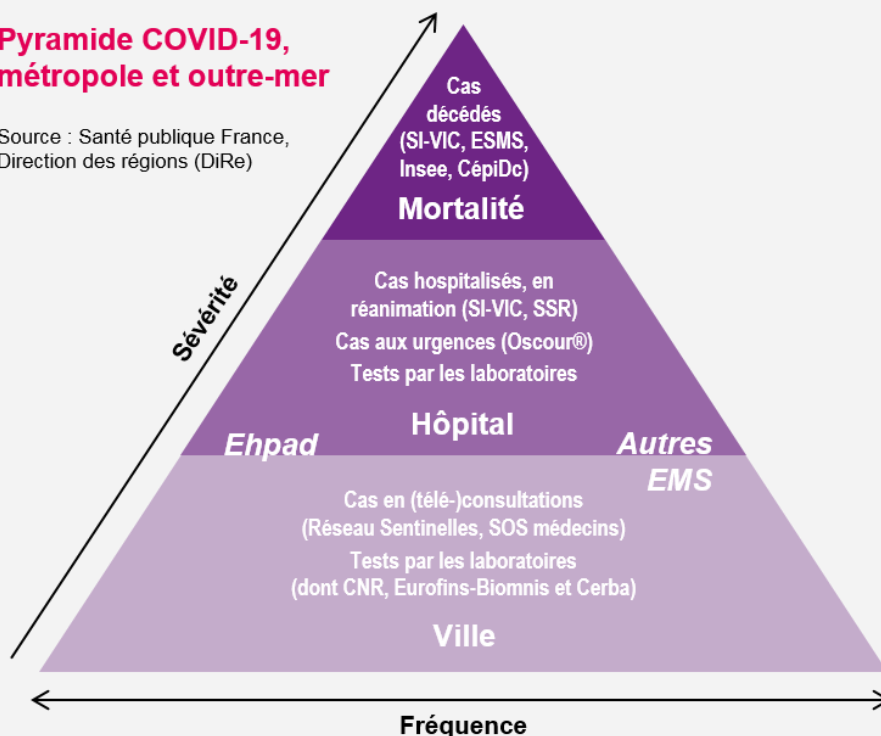 Pyramide COVID-19,
métropole et outre-mer
Source : Santé publique France,
Direction des régions (DiRe)
Sévérité
Cas
décédés
(SI-VIC, ESMS,
Insee, CépiDc)
Mortalité
Cas hospitalisés, en
réanimation (SI-VIC, SSR)
Cas aux urgences (Oscour®)
Tests par les laboratoires
Hôpital
Ehpad
Autres
EMS
Cas en (télé-)consultations
(Réseau Sentinelles, SOS médecins)
Tests par les laboratoires
(dont CNR, Eurofins-Biomnis et Cerba)
Ville
Fréquence